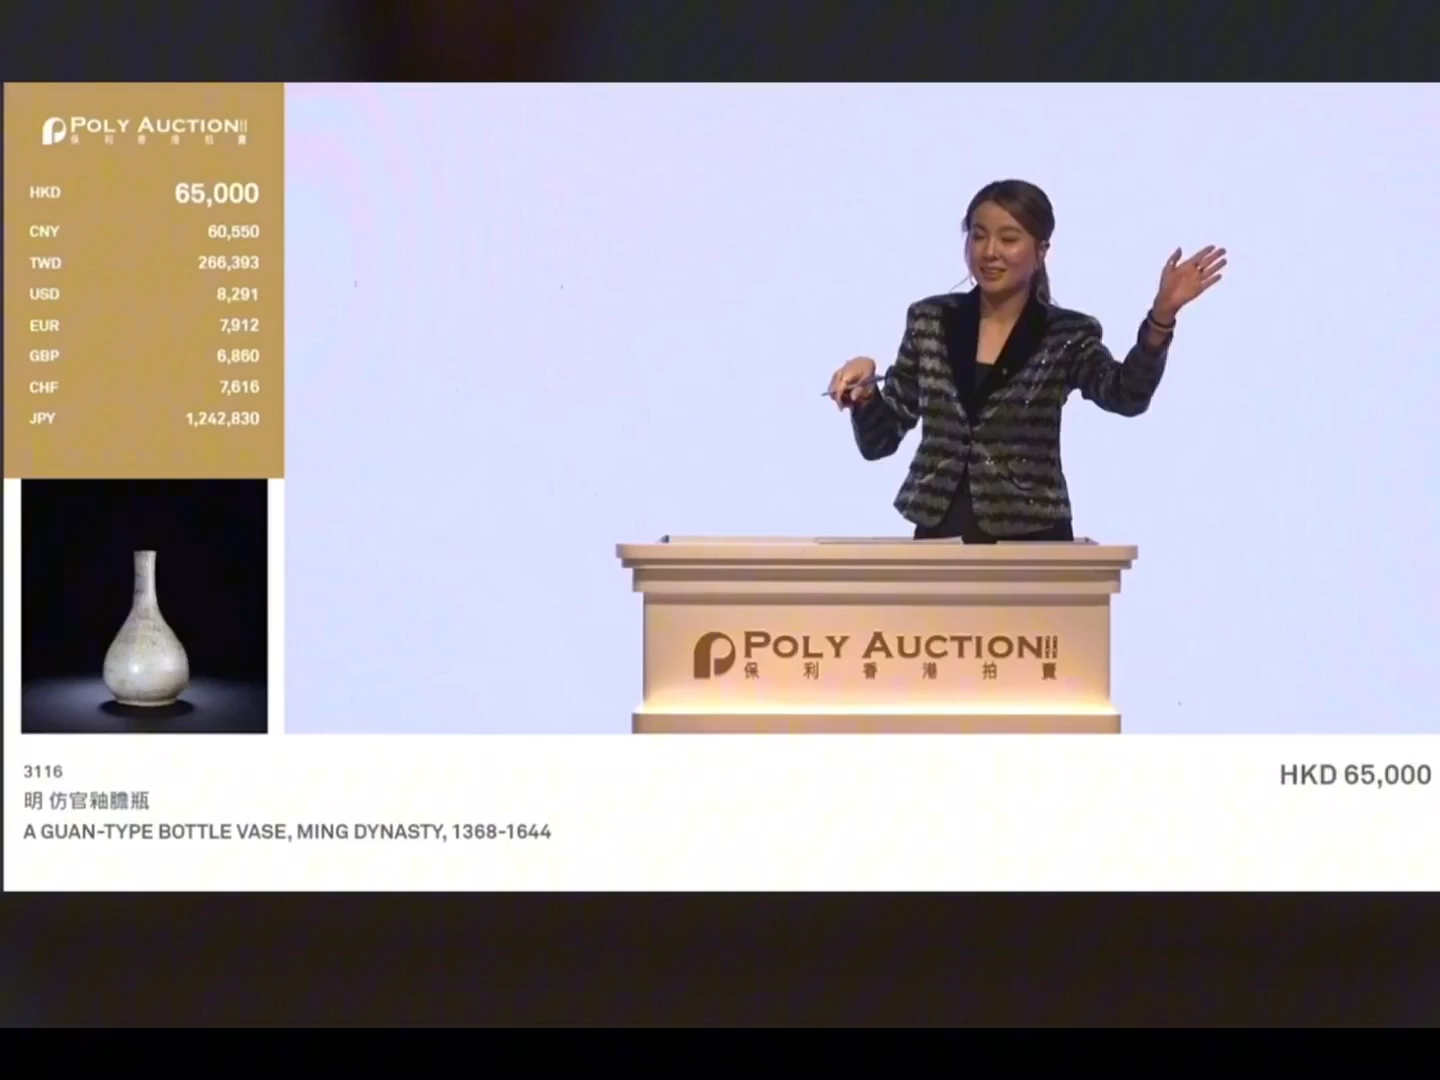 POLY AUCTION
保利香港拍賣
HKD 65,000
CNY 60,550
TWD 266,393
USD 8,291
EUR 7,912
GBP 6,860
CHF 7,616
JPY 1,242,830
POLY AUCTION
保利香港拍賣
3116
HKD 65,000
明 仿官釉膽瓶
A GUAN-TYPE BOTTLE VASE, MING DYNASTY, 1368-1644